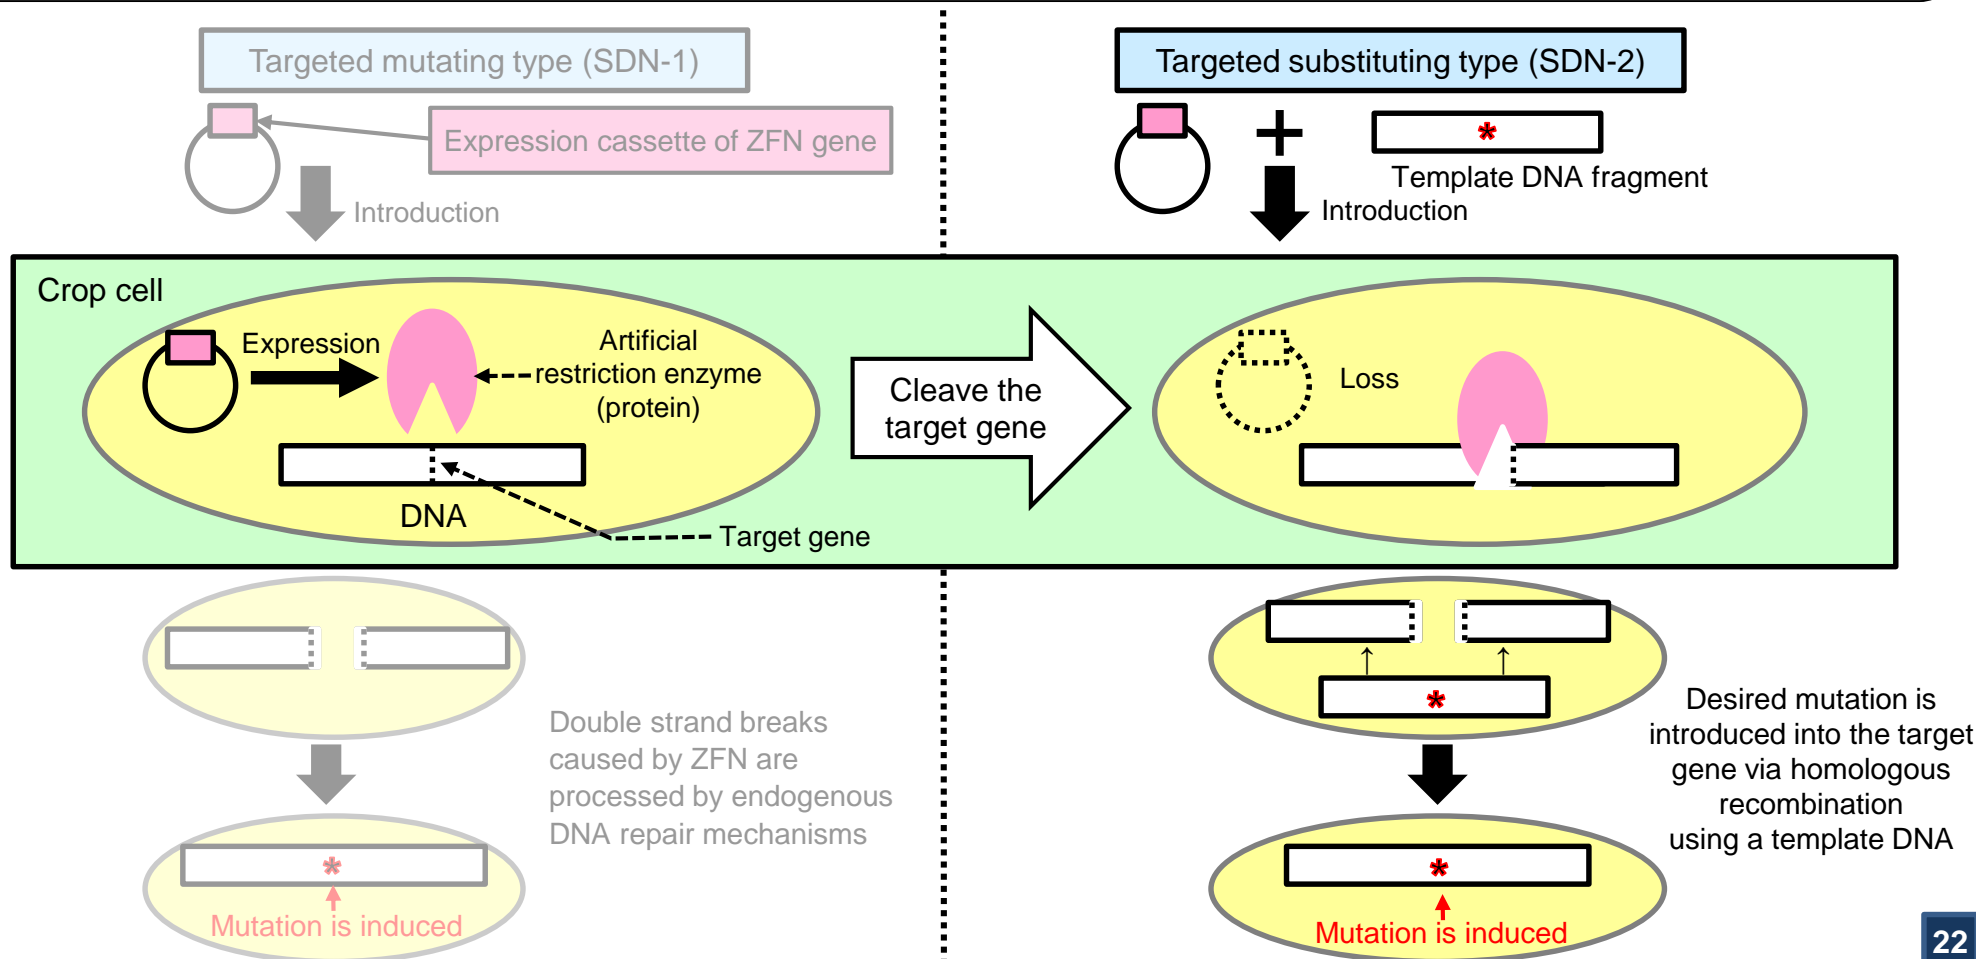 Targeted mutating type (SDN-1)
Expression cassette of ZFN gene
Introduction
Targeted substituting type (SDN-2)
+
*
Template DNA fragment
Introduction
Crop cell
Expression
Artificial
restriction enzyme
(protein)
DNA
Target gene
Cleave the
target gene
Loss
Double strand breaks
caused by ZFN are
processed by endogenous
DNA repair mechanisms
*
Mutation is induced
*
Desired mutation is
introduced into the target
gene via homologous
recombination
using a template DNA
*
Mutation is induced
22